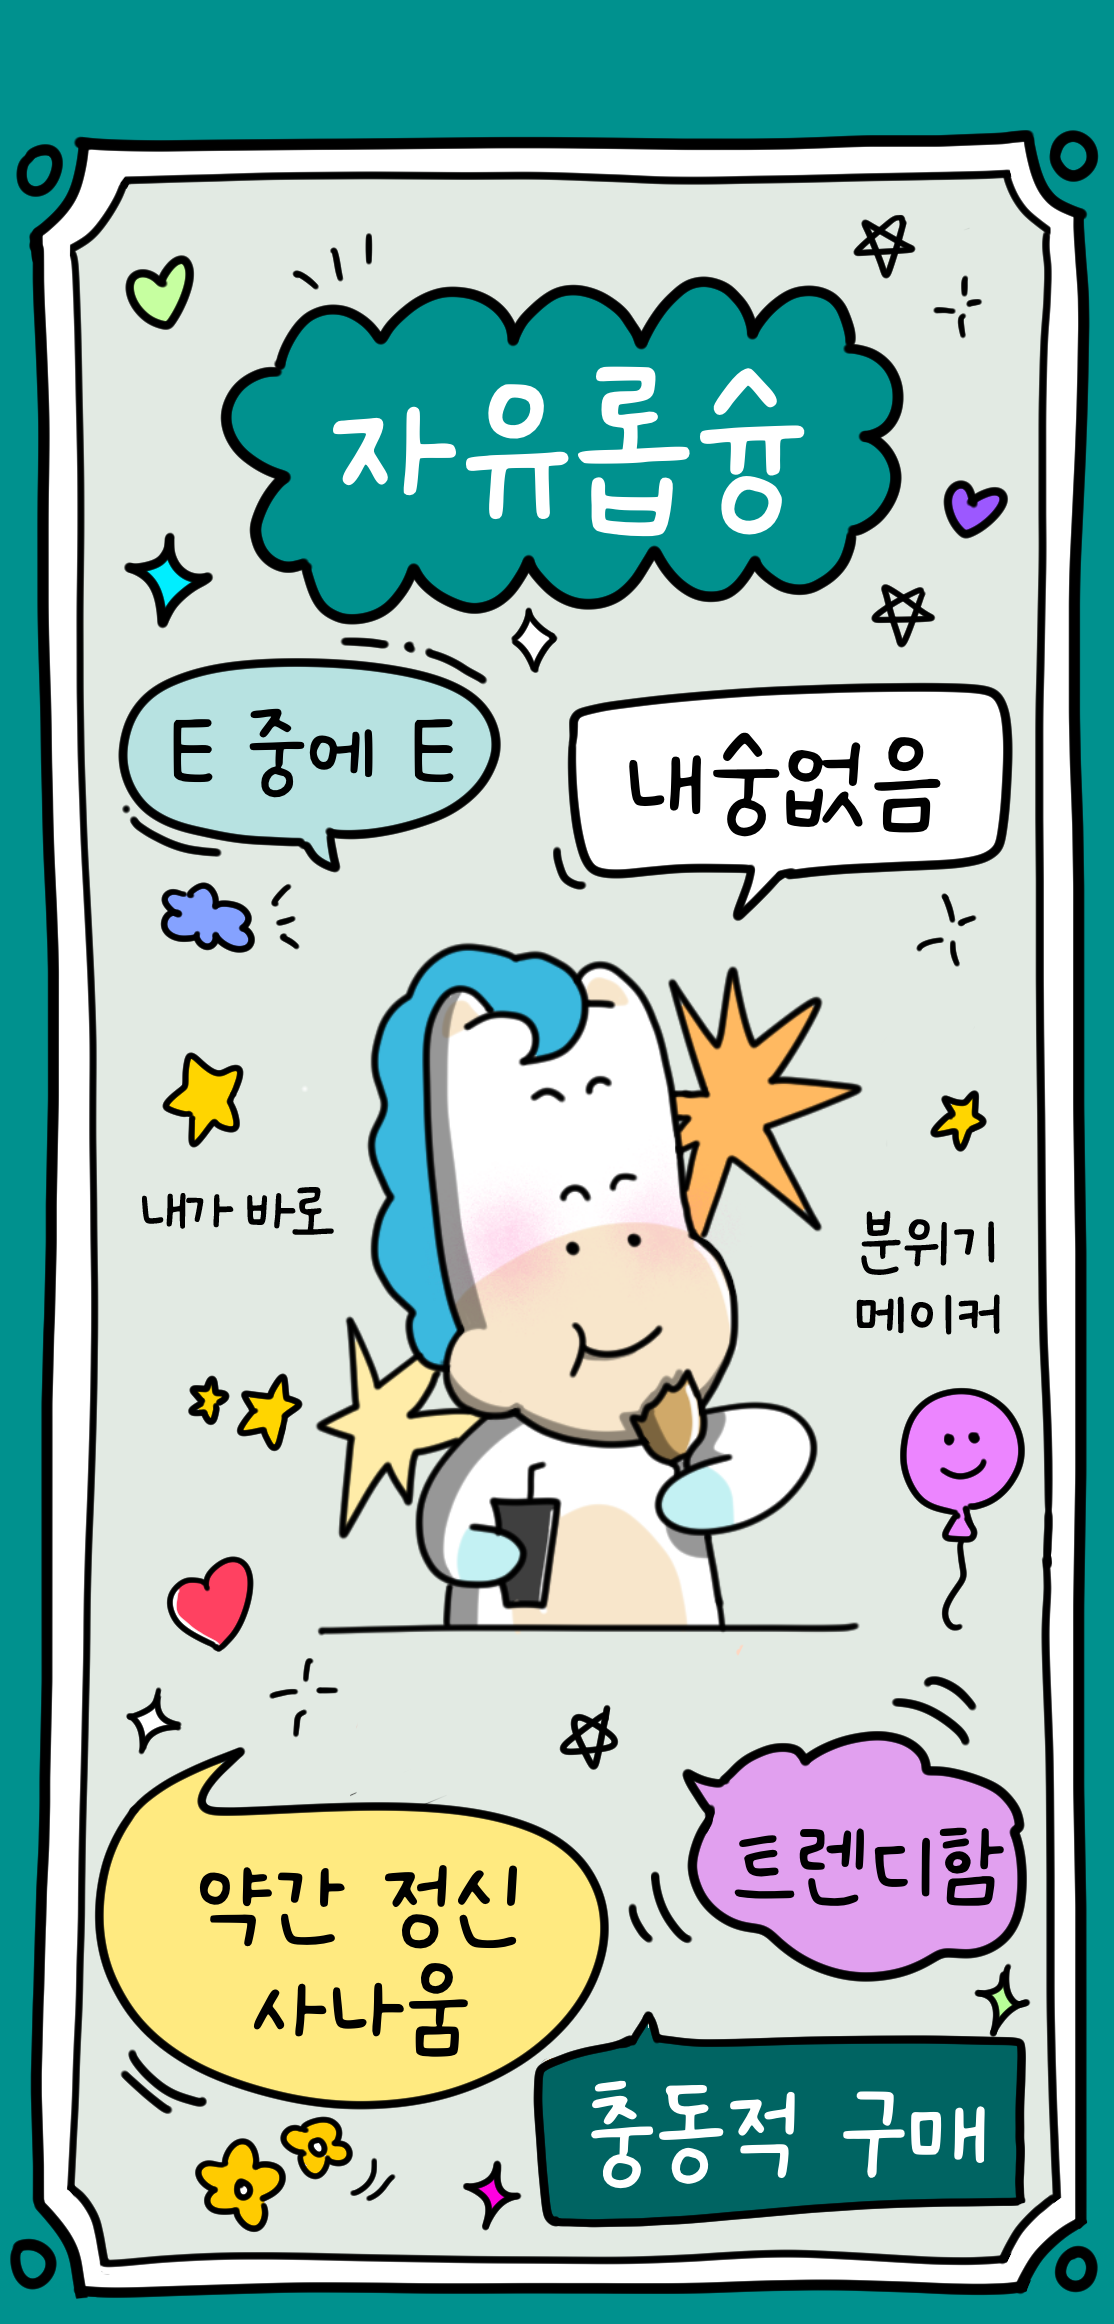 자유롭슝
E 중에 E
내숭없음
내가 바로
분위기
메이커
약간 정신
사나움
트렌디함
충동적 구매